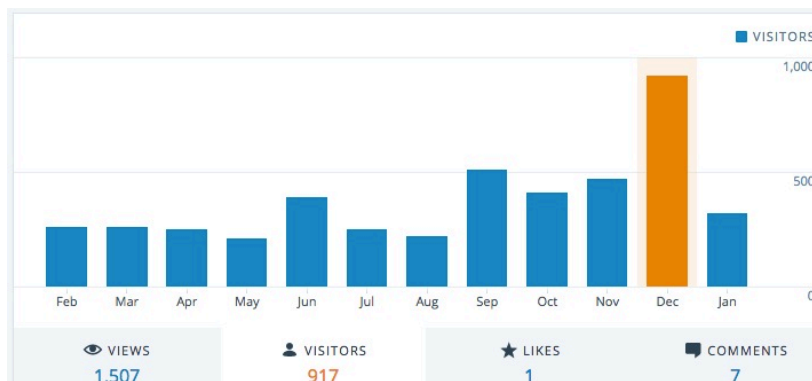 VISITORS
1,000
500
0
Feb Mar Apr May Jun Jul Aug Sep Oct Nov Dec Jan
VIEWS VISITORS LIKES COMMENTS
1,507 917 1 7